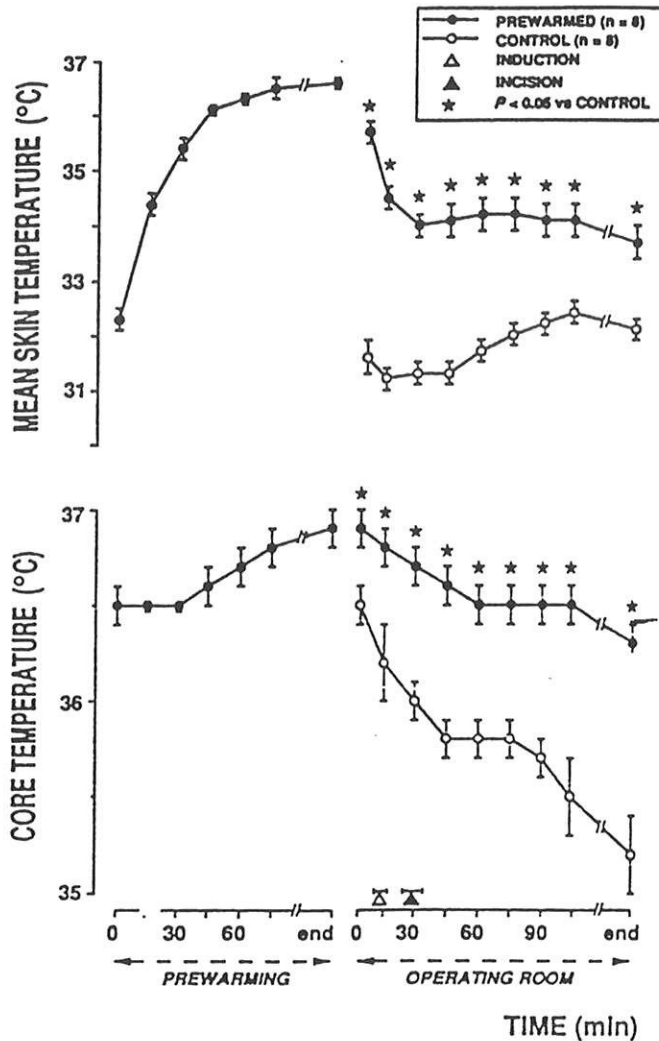 PREWARMED (n = 8)
CONTROL (n = 8)
INDUCTION
INCISION
P < 0.05 vs CONTROL
MEAN SKIN TEMPERATURE (°C)
37
35
33
31
CORE TEMPERATURE (°C)
37
36
35
0 30 60 end 0 30 60 90 end
PREWARMING OPERATING ROOM
TIME (min)